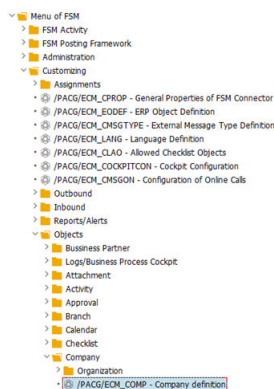 Menu of FSM
FSM Activity
FSM Posting Framework
Administration
Customizing
Assignments
/PACG/ECM_CPROP - General Properties of FSM Connector
/PACG/ECM_EODEF - ERP Object Definition
/PACG/ECM_CMSGTYPE - External Message Type Definition
/PACG/ECM_LANG - Language Definition
/PACG/ECM_CLAO - Allowed Checklist Objects
/PACG/ECM_COCKPITCON - Cockpit Configuration
/PACG/ECM_CMSGON - Configuration of Online Calls
Outbound
Inbound
Reports/Alerts
Objects
Bussiness Partner
Logs/Business Process Cockpit
Attachment
Activity
Approval
Branch
Calendar
Checklist
Company
Organization
/PACG/ECM_COMP - Company definition